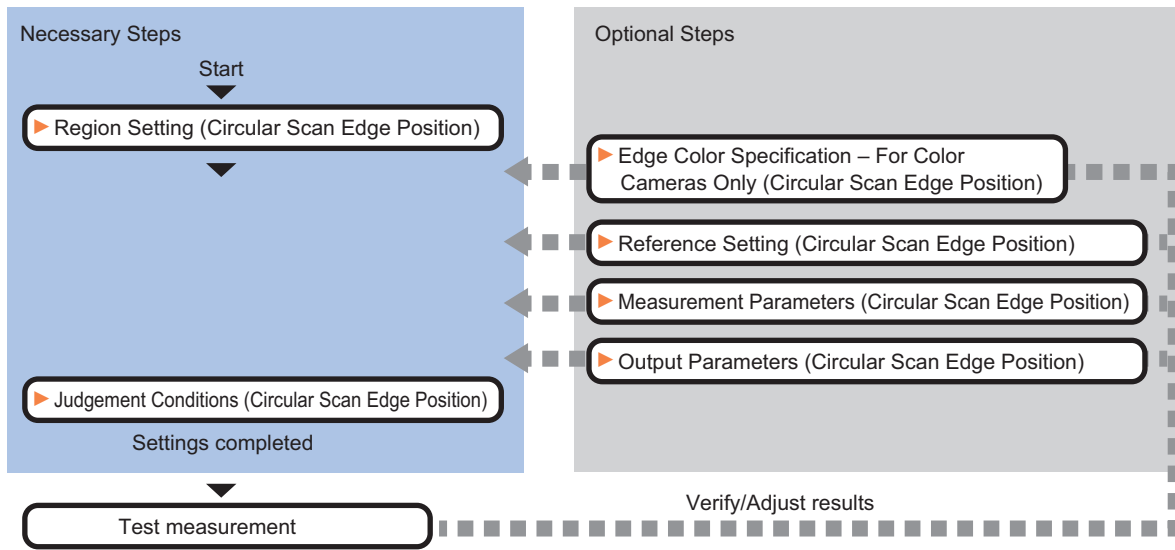 Necessary Steps
Start
Region Setting (Circular Scan Edge Position)
Judgement Conditions (Circular Scan Edge Position)
Settings completed
Test measurement
Optional Steps
Edge Color Specification – For Color
Cameras Only (Circular Scan Edge Position)
Reference Setting (Circular Scan Edge Position)
Measurement Parameters (Circular Scan Edge Position)
Output Parameters (Circular Scan Edge Position)
Verify/Adjust results